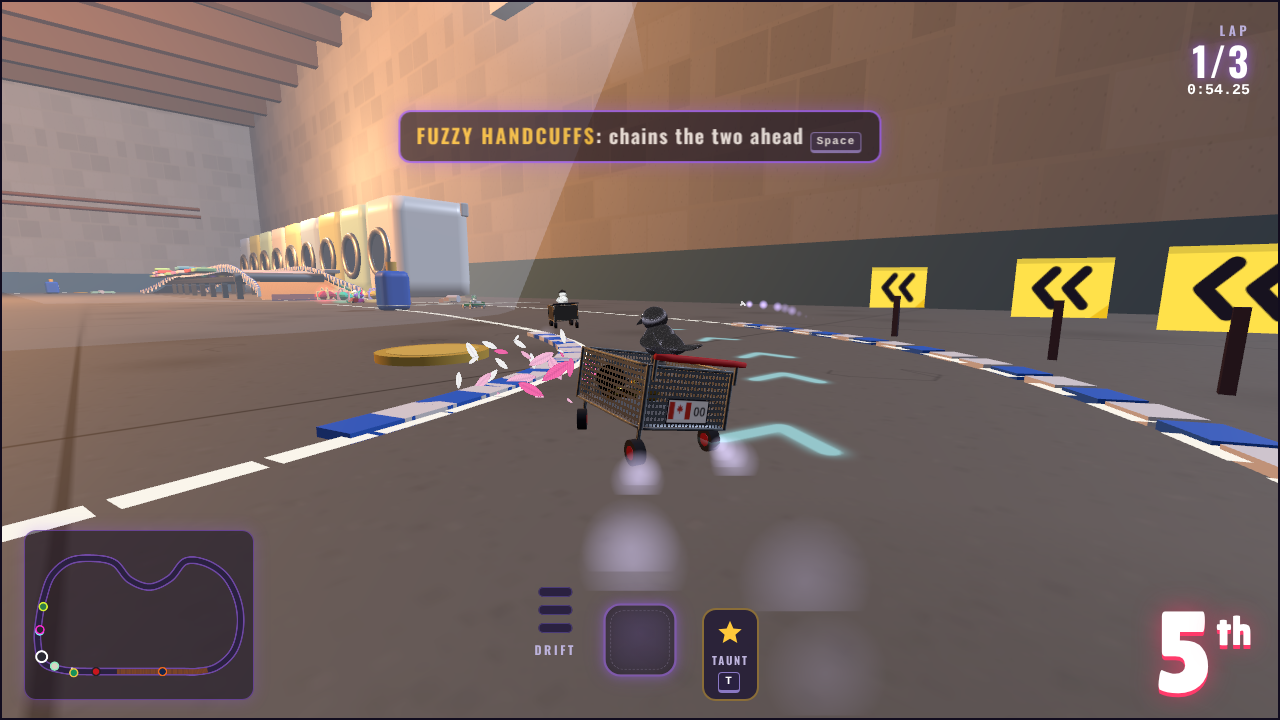 LAP
1/3
0:54.25
FUZZY HANDCUFFS: chains the two ahead Space
00
DRIFT
TAUNT
T
5th